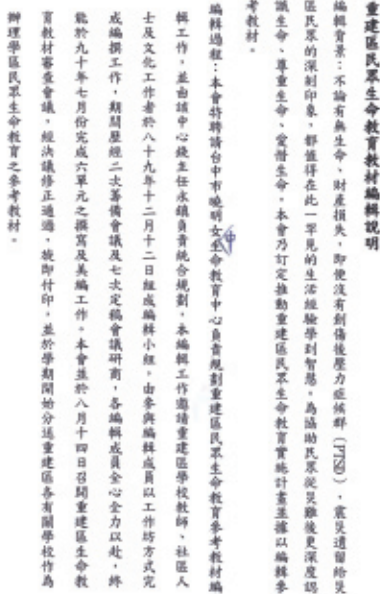 重建區民眾生命教育教材編輯說明
編輯背景：不論有無生命、財產損失，即便沒有創傷後壓力症候群（PTSD），震災遺留給災
區民眾的深刻印象，都值得在此一罕見的生活經驗學到智慧。為協助民眾從災難後更深度認
識生命、尊重生命、愛惜生命。本會乃訂定推動重建區民眾生命教育實施計畫並據以編輯參
考教材。
編輯過程：本會特聘請台中市曉明女生命教育中心負責規劃重建區民眾生命教育參考教材編
輯工作，並由該中心錢主任永鎮負責統合規劃。本編輯工作邀請重建區學校教師、社區人
士及文化工作者於八十九年十二月十二日組成編輯小組，由參與編輯成員以工作坊方式完
成編撰工作，期間歷經二次籌備會議及七次定稿會議研商，各編輯成員全心全力以赴，終
能於九十年七月份完成六單元之撰寫及美編工作。本會並於八月十四日召開重建區生命教
育教材審查會議，經決議修正通過，旋即付印。並於學期開始分送重建區各有關學校作為
辦理學區民眾生命教育之參考教材。
中